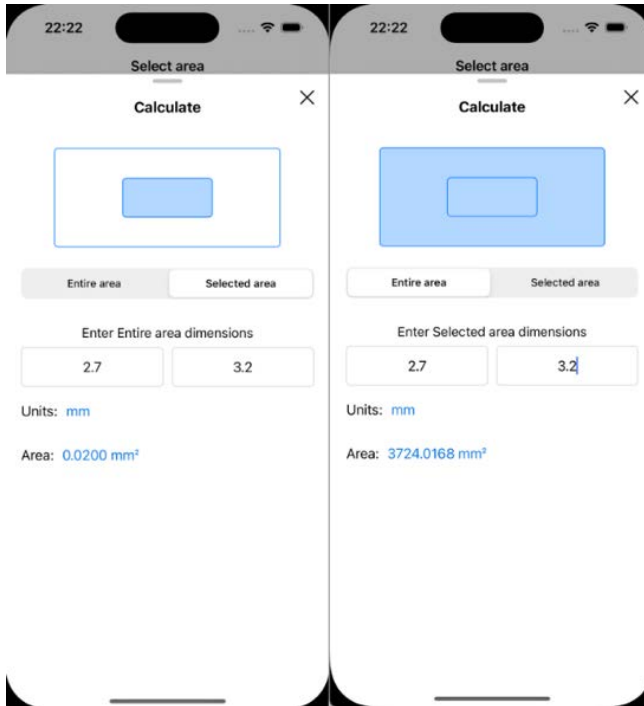 22:22
Select area
Calculate
Entire area
Selected area
Enter Entire area dimensions
2.7
3.2
Units: mm
Area: 0.0200 mm²
22:22
Select area
Calculate
Entire area
Selected area
Enter Selected area dimensions
2.7
3.2
Units: mm
Area: 3724.0168 mm²